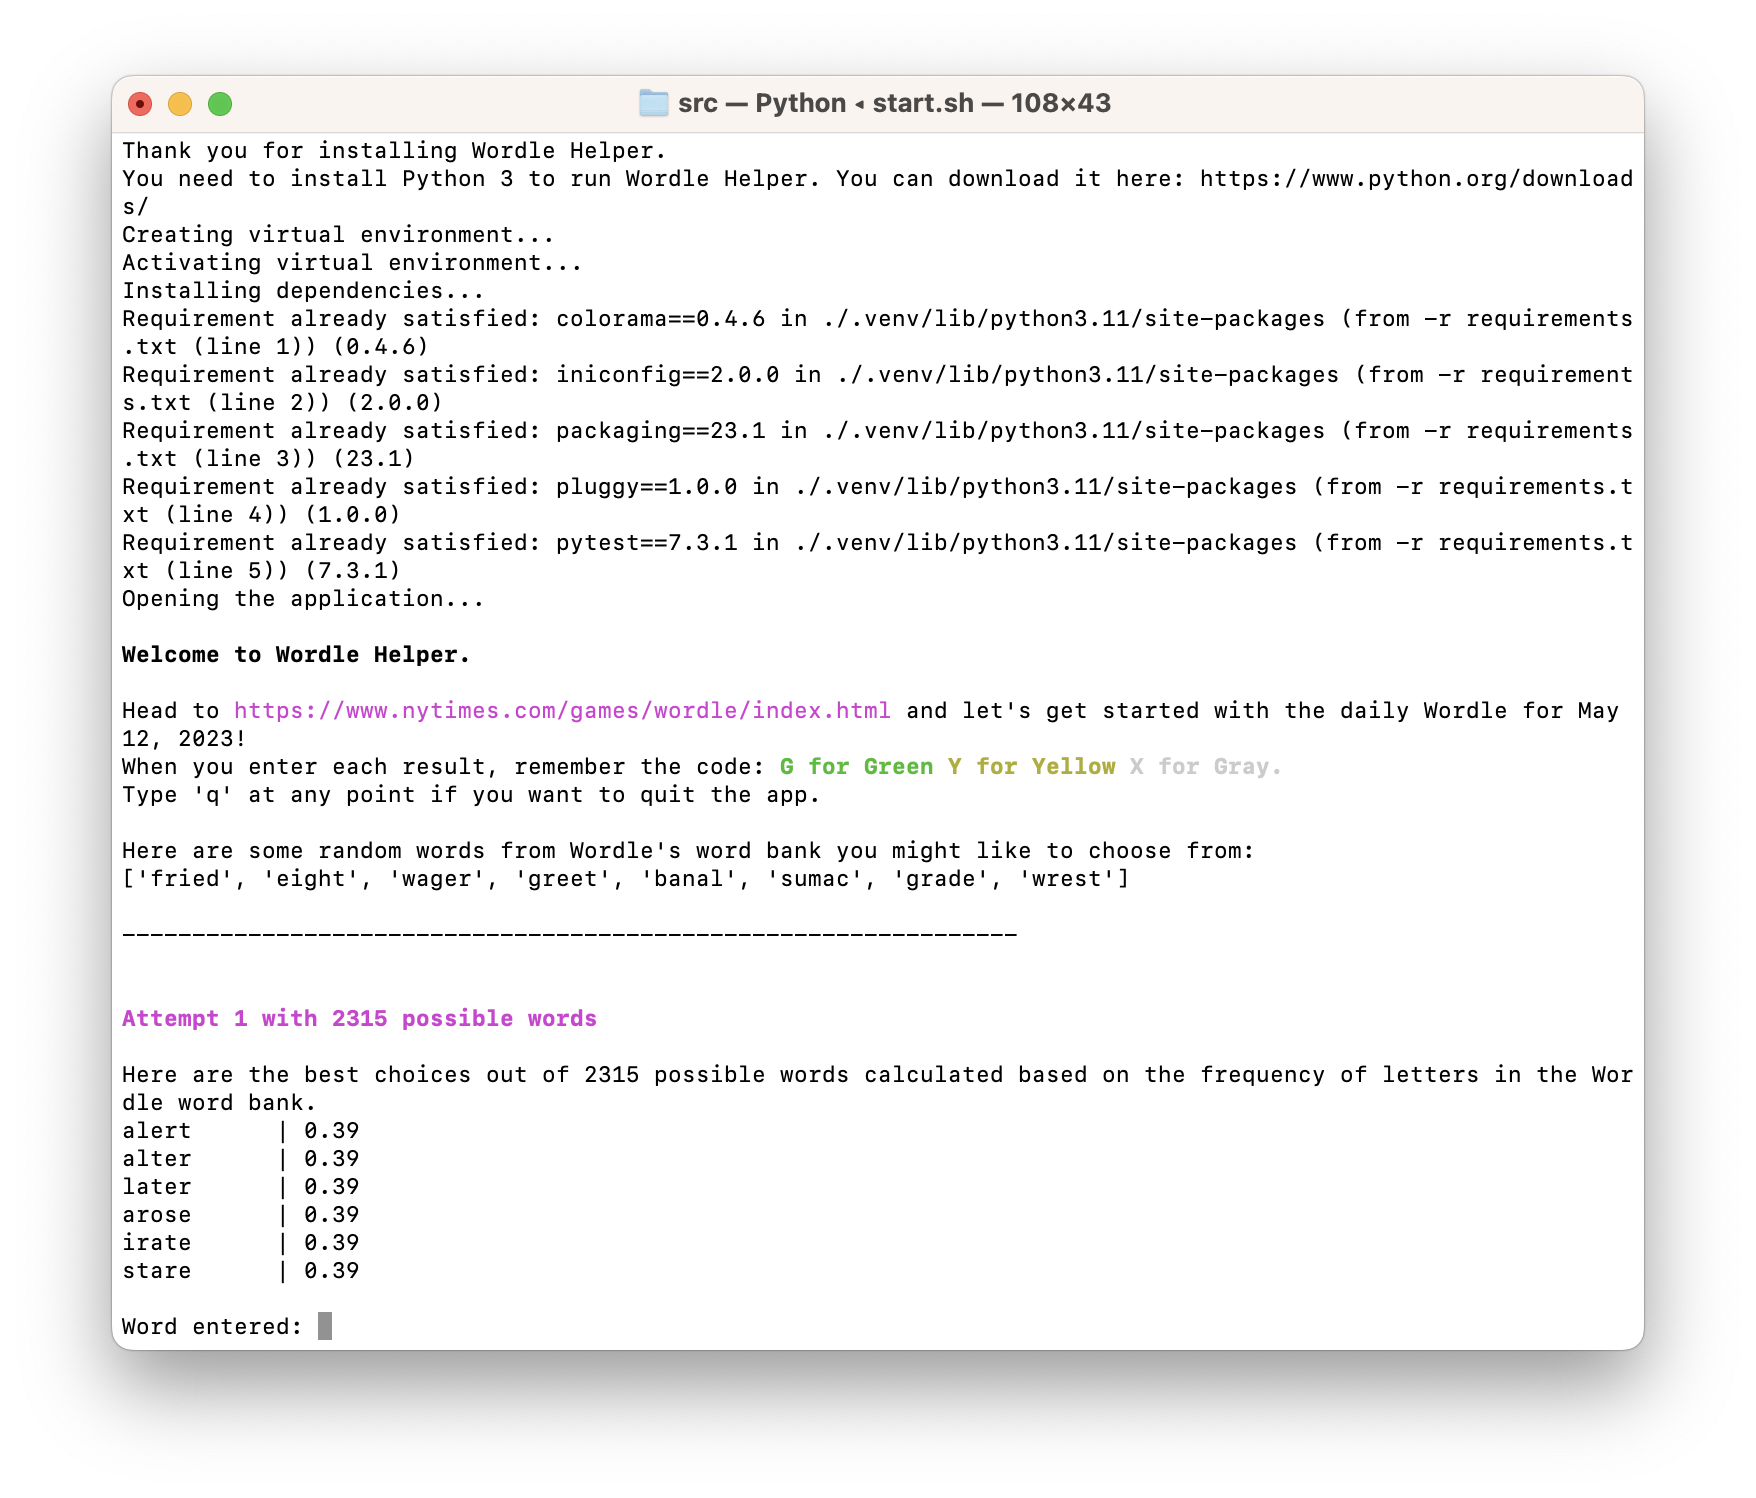 src — Python ◂ start.sh — 108×43
Thank you for installing Wordle Helper.
You need to install Python 3 to run Wordle Helper. You can download it here: https://www.python.org/download
s/
Creating virtual environment...
Activating virtual environment...
Installing dependencies...
Requirement already satisfied: colorama==0.4.6 in ./.venv/lib/python3.11/site-packages (from -r requirements
.txt (line 1)) (0.4.6)
Requirement already satisfied: iniconfig==2.0.0 in ./.venv/lib/python3.11/site-packages (from -r requirement
s.txt (line 2)) (2.0.0)
Requirement already satisfied: packaging==23.1 in ./.venv/lib/python3.11/site-packages (from -r requirements
.txt (line 3)) (23.1)
Requirement already satisfied: pluggy==1.0.0 in ./.venv/lib/python3.11/site-packages (from -r requirements.t
xt (line 4)) (1.0.0)
Requirement already satisfied: pytest==7.3.1 in ./.venv/lib/python3.11/site-packages (from -r requirements.t
xt (line 5)) (7.3.1)
Opening the application...
Welcome to Wordle Helper.
Head to https://www.nytimes.com/games/wordle/index.html and let's get started with the daily Wordle for May
12, 2023!
When you enter each result, remember the code: G for Green Y for Yellow X for Gray.
Type 'q' at any point if you want to quit the app.
Here are some random words from Wordle's word bank you might like to choose from:
['fried', 'eight', 'wager', 'greet', 'banal', 'sumac', 'grade', 'wrest']
----------------------------------------------------------------
Attempt 1 with 2315 possible words
Here are the best choices out of 2315 possible words calculated based on the frequency of letters in the Wor
dle word bank.
alert      | 0.39
alter      | 0.39
later      | 0.39
arose      | 0.39
irate      | 0.39
stare      | 0.39
Word entered: